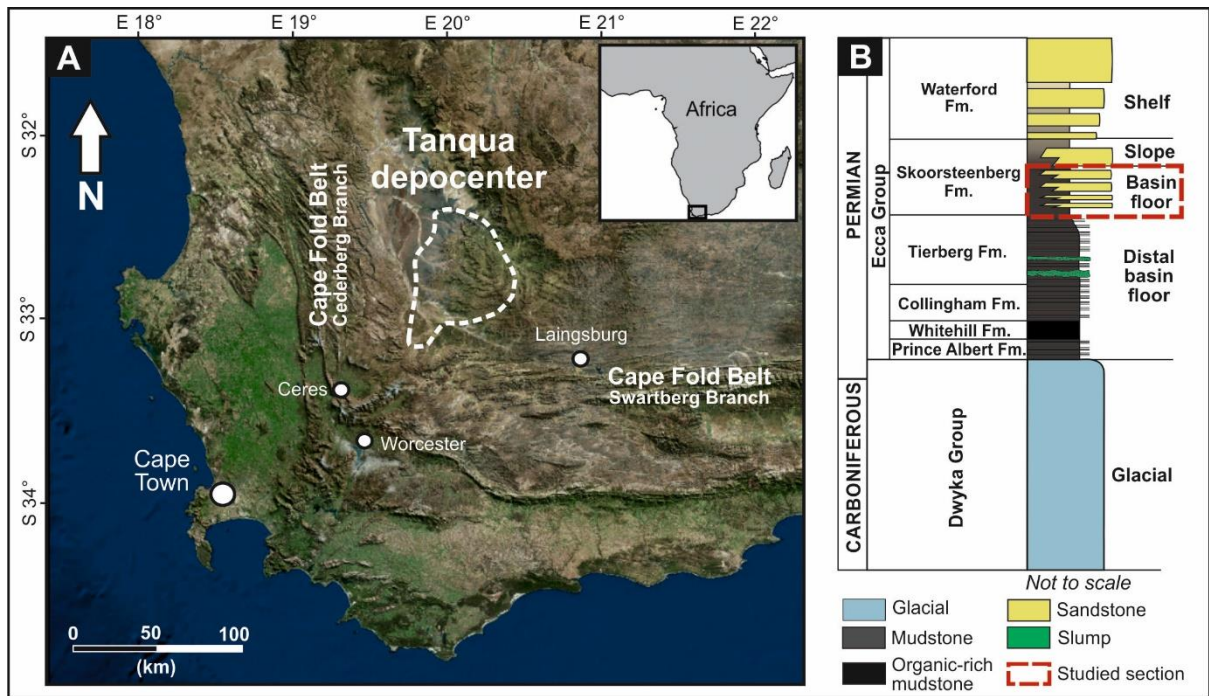 E 18°
E 19°
E 20°
E 21°
E 22°
S 32°
S 33°
S 34°
A
N
Africa
Tanqua
depocenter
Cape Fold Belt
Cederberg Branch
Laingsburg
Cape Fold Belt
Swartberg Branch
Ceres
Worcester
Cape
Town
0 50 100
(km)
B
PERMIAN
CARBONIFEROUS
Ecca Group
Waterford
Fm.
Shelf
Skoorsteenberg
Fm.
Slope
Basin
floor
Tierberg Fm.
Distal
basin
floor
Collingham Fm.
Whitehill Fm.
Prince Albert Fm.
Dwyka Group
Glacial
Not to scale
Glacial
Mudstone
Organic-rich
mudstone
Sandstone
Slump
Studied section